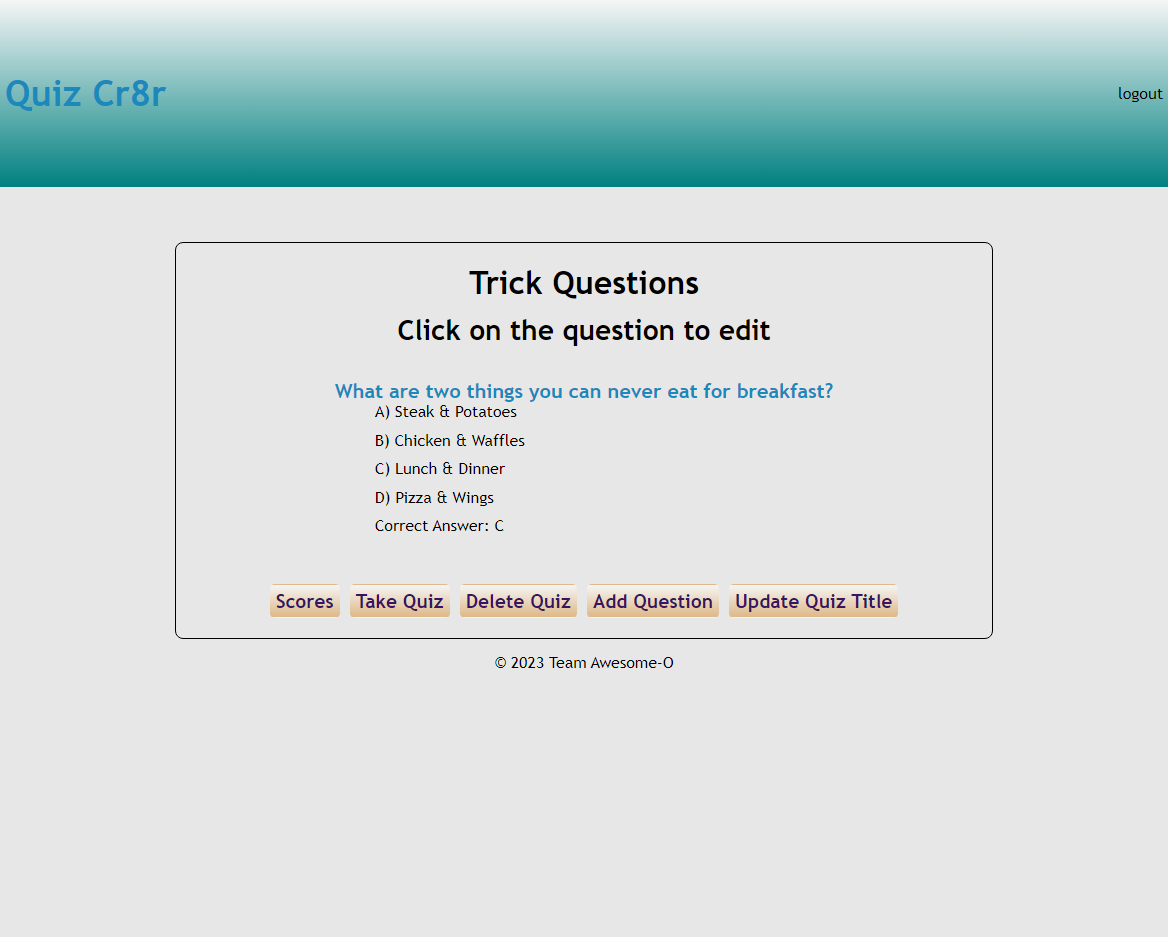 Quiz Cr8r
logout
Trick Questions
Click on the question to edit
What are two things you can never eat for breakfast?
A) Steak & Potatoes
B) Chicken & Waffles
C) Lunch & Dinner
D) Pizza & Wings
Correct Answer: C
Scores Take Quiz Delete Quiz Add Question Update Quiz Title
© 2023 Team Awesome-O